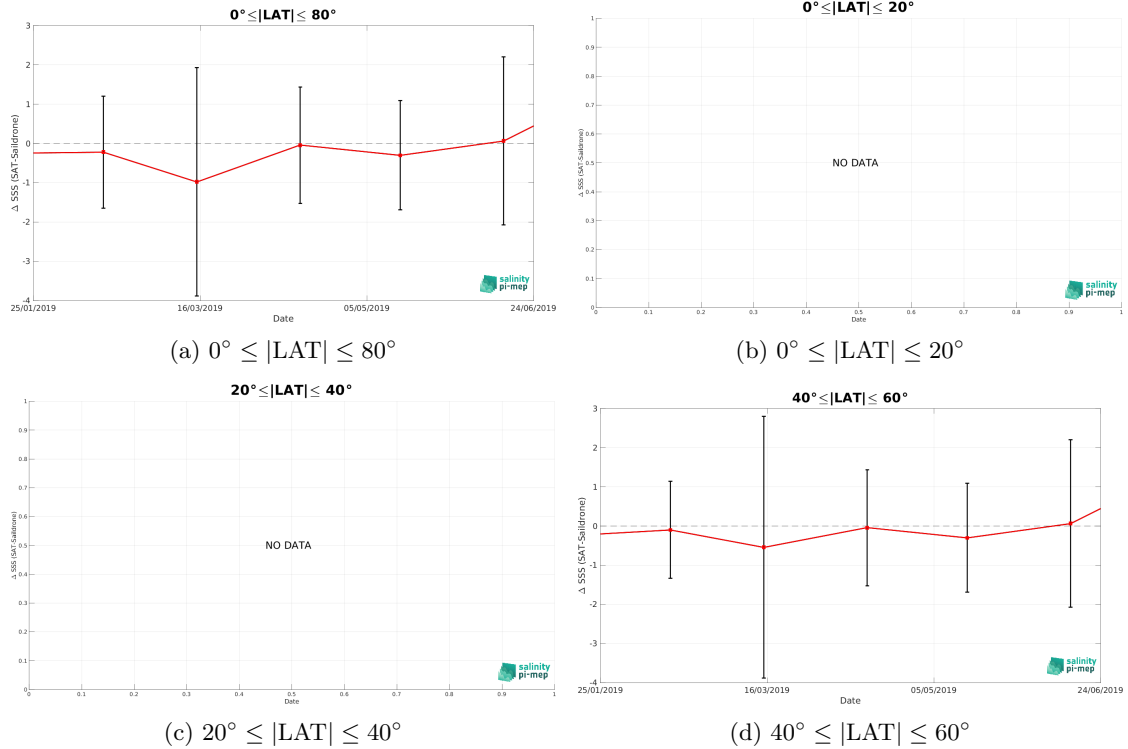 0°≤|LAT|≤ 80°
3
2
1
0
-1
-2
-3
-4
Δ SSS (SAT-Saildrone)
25/01/2019 16/03/2019 05/05/2019 24/06/2019
Date
salinity
pi-mep
(a) 0° ≤ |LAT| ≤ 80°
0°≤|LAT|≤ 20°
1
0.9
0.8
0.7
0.6
0.5
0.4
0.3
0.2
0.1
0
Δ SSS (SAT-Saildrone)
NO DATA
0 0.1 0.2 0.3 0.4 0.5 0.6 0.7 0.8 0.9 1
Date
salinity
pi-mep
(b) 0° ≤ |LAT| ≤ 20°
20°≤|LAT|≤ 40°
1
0.9
0.8
0.7
0.6
0.5
0.4
0.3
0.2
0.1
0
Δ SSS (SAT-Saildrone)
NO DATA
0 0.1 0.2 0.3 0.4 0.5 0.6 0.7 0.8 0.9 1
Date
salinity
pi-mep
(c) 20° ≤ |LAT| ≤ 40°
40°≤|LAT|≤ 60°
3
2
1
0
-1
-2
-3
-4
Δ SSS (SAT-Saildrone)
25/01/2019 16/03/2019 05/05/2019 24/06/2019
Date
salinity
pi-mep
(d) 40° ≤ |LAT| ≤ 60°